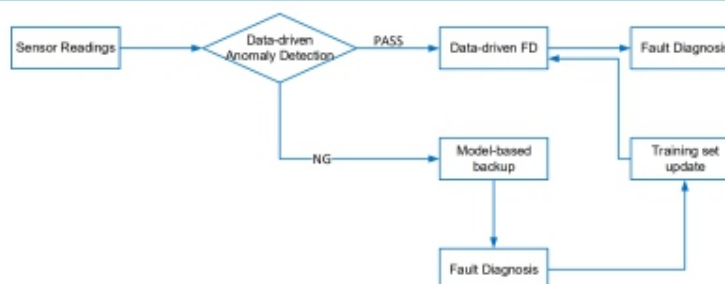 Sensor Readings
Data-driven
Anomaly Detection
PASS
Data-driven FD
Fault Diagnosis
NG
Model-based
backup
Training set
update
Fault Diagnosis